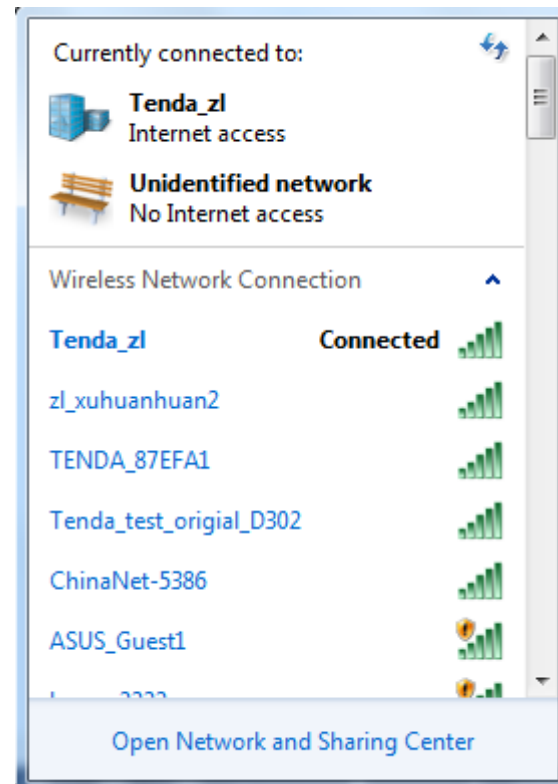 Currently connected to:
Tenda_zl
Internet access
Unidentified network
No Internet access
Wireless Network Connection
Tenda_zl Connected
zl_xuhuanhuan2
TENDA_87EFA1
Tenda_test_origial_D302
ChinaNet-5386
ASUS_Guest1
Open Network and Sharing Center